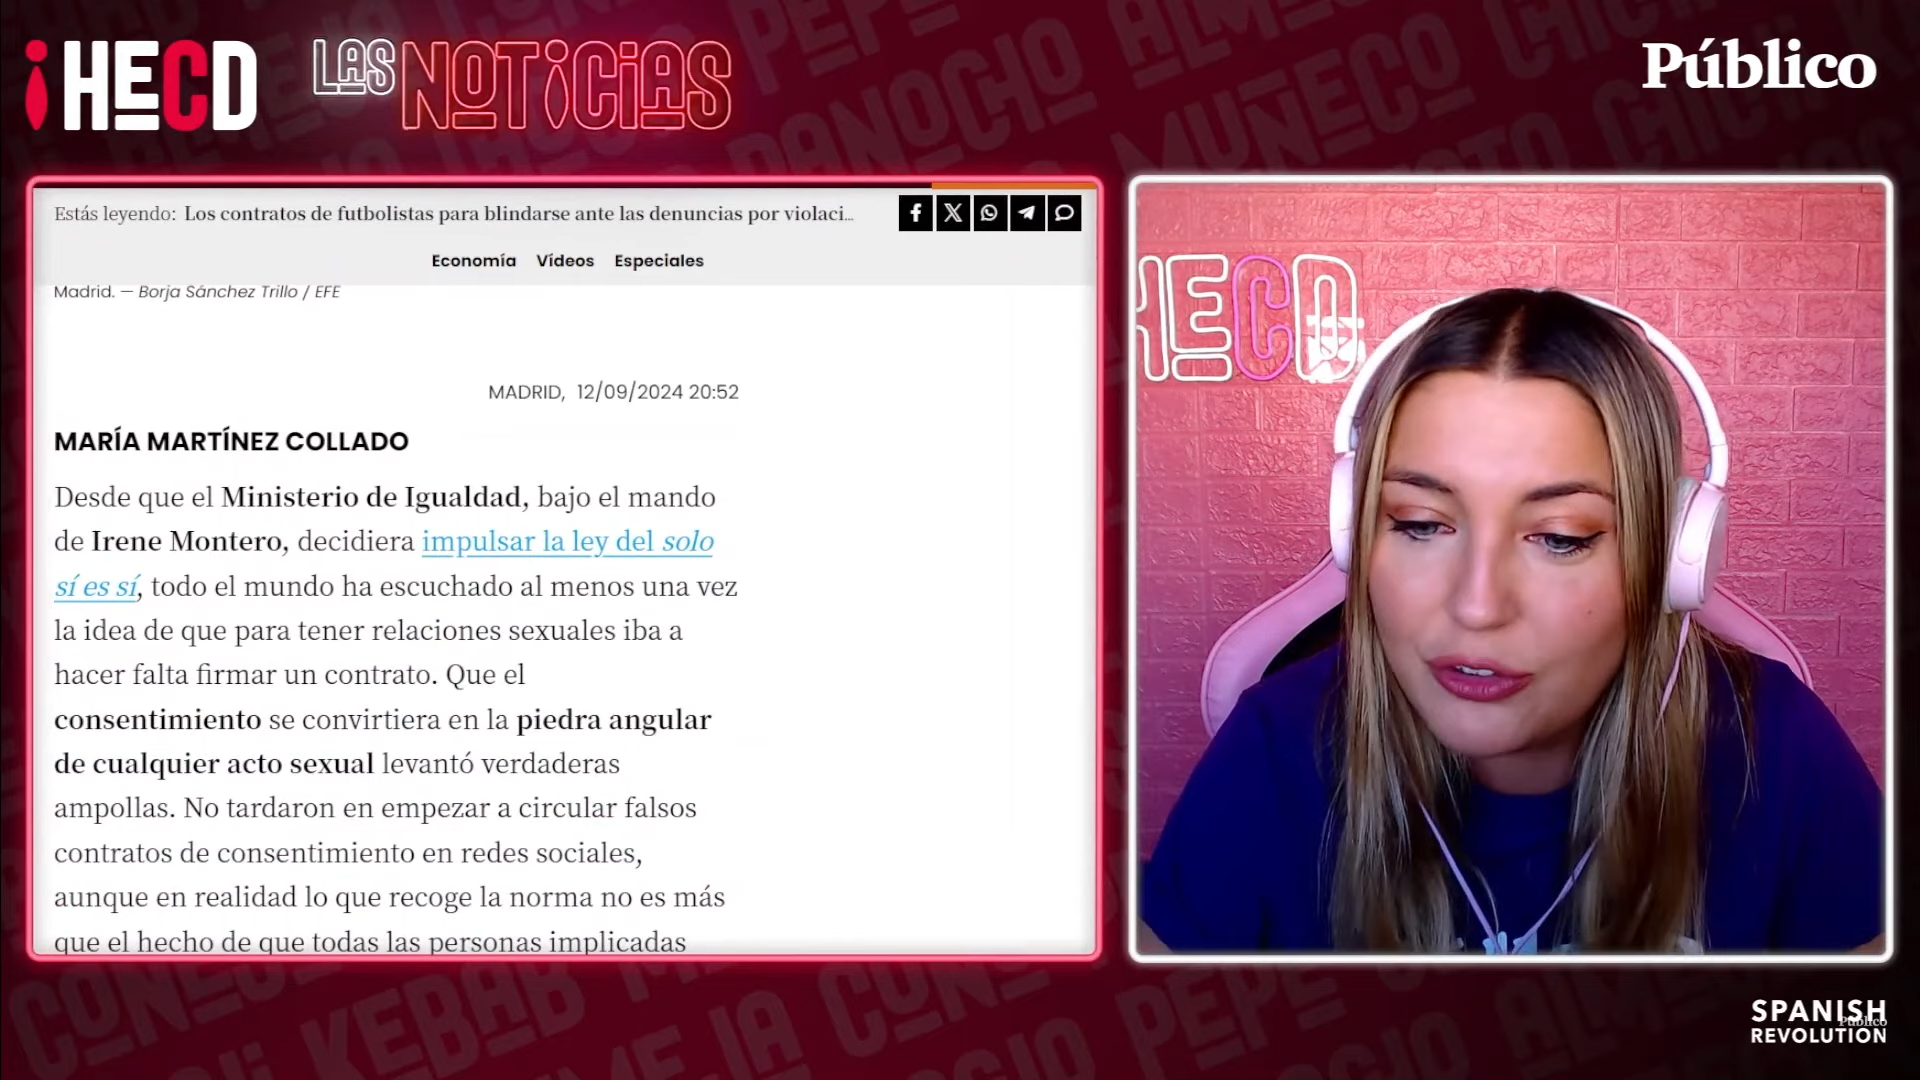 ¡HECD
LAS NOTICIAS
Público
Estás leyendo: Los contratos de futbolistas para blindarse ante las denuncias por violaci...
Economía Vídeos Especiales
Madrid. — Borja Sánchez Trillo / EFE
MADRID, 12/09/2024 20:52
MARÍA MARTÍNEZ COLLADO
Desde que el Ministerio de Igualdad, bajo el mando
de Irene Montero, decidiera impulsar la ley del solo
sí es sí, todo el mundo ha escuchado al menos una vez
la idea de que para tener relaciones sexuales iba a
hacer falta firmar un contrato. Que el
consentimiento se convirtiera en la piedra angular
de cualquier acto sexual levantó verdaderas
ampollas. No tardaron en empezar a circular falsos
contratos de consentimiento en redes sociales,
aunque en realidad lo que recoge la norma no es más
que el hecho de que todas las personas implicadas
HECD
SPANISH
Público
REVOLUTION
PANOCHO
MUÑECO
KEBAB
PEPE